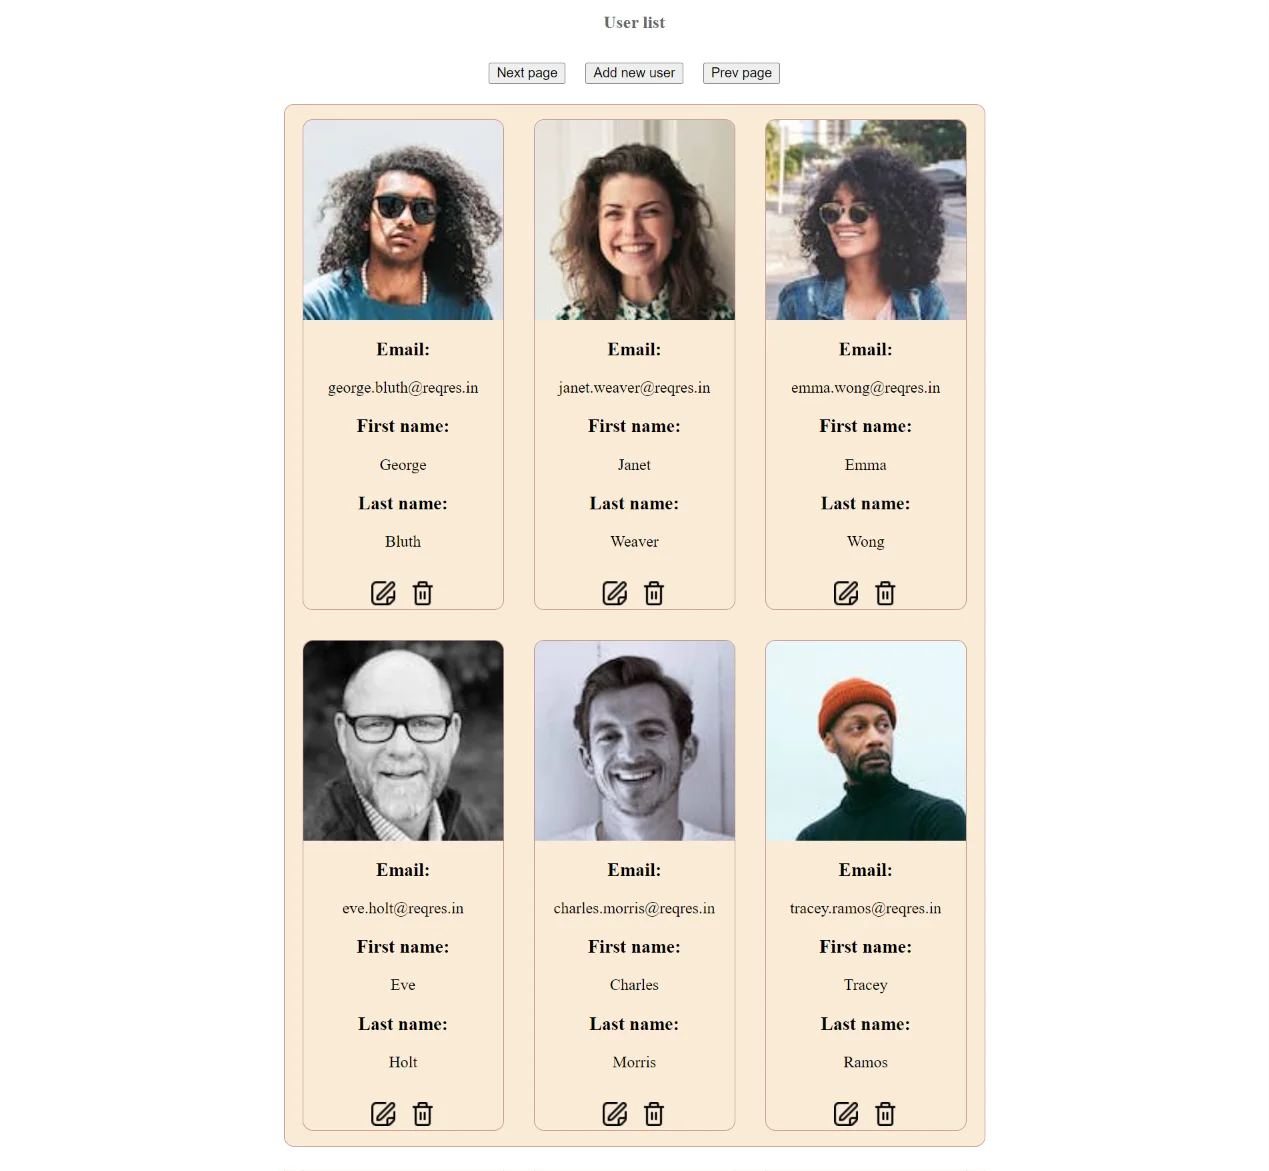 User list
Next page Add new user Prev page
Email: Email: Email:
george.bluth@reqres.in janet.weaver@reqres.in emma.wong@reqres.in
First name: First name: First name:
George Janet Emma
Last name: Last name: Last name:
Bluth Weaver Wong
Email: Email: Email:
eve.holt@reqres.in charles.morris@reqres.in tracey.ramos@reqres.in
First name: First name: First name:
Eve Charles Tracey
Last name: Last name: Last name:
Holt Morris Ramos